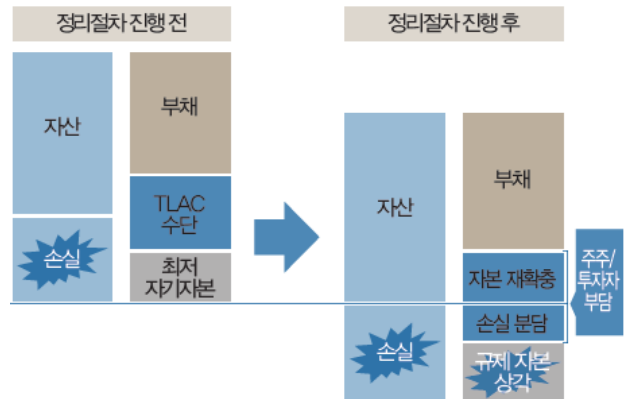 정리절차 진행 전
정리절차 진행 후
자산
부채
TLAC
수단
손실
최저
자기자본
자산
부채
자본 재확충
주주/
투자자
부담
손실 분담
손실
규제 자본
상각